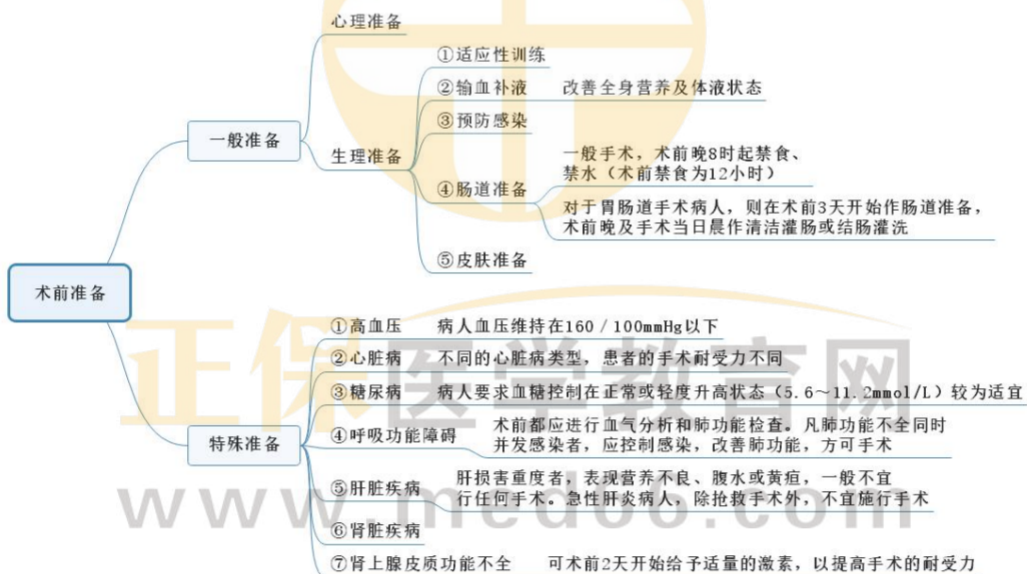 心理准备
①适应性训练
②输血补液 改善全身营养及体液状态
③预防感染
一般准备
生理准备
一般手术，术前晚8时起禁食、
禁水（术前禁食为12小时）
④肠道准备
对于胃肠道手术病人，则在术前3天开始作肠道准备，
术前晚及手术当日晨作清洁灌肠或结肠灌洗
⑤皮肤准备
术前准备
①高血压 病人血压维持在160／100mmHg以下
②心脏病 不同的心脏病类型，患者的手术耐受力不同
③糖尿病 病人要求血糖控制在正常或轻度升高状态（5.6～11.2mmol/L）较为适宜
④呼吸功能障碍
术前都应进行血气分析和肺功能检查。凡肺功能不全同时
并发感染者，应控制感染，改善肺功能，方可手术
特殊准备
⑤肝脏疾病
肝损害重度者，表现营养不良、腹水或黄疸，一般不宜
行任何手术。急性肝炎病人，除抢救手术外，不宜施行手术
⑥肾脏疾病
⑦肾上腺皮质功能不全 可术前2天开始给予适量的激素，以提高手术的耐受力
正保医学教育网
www.med66.com